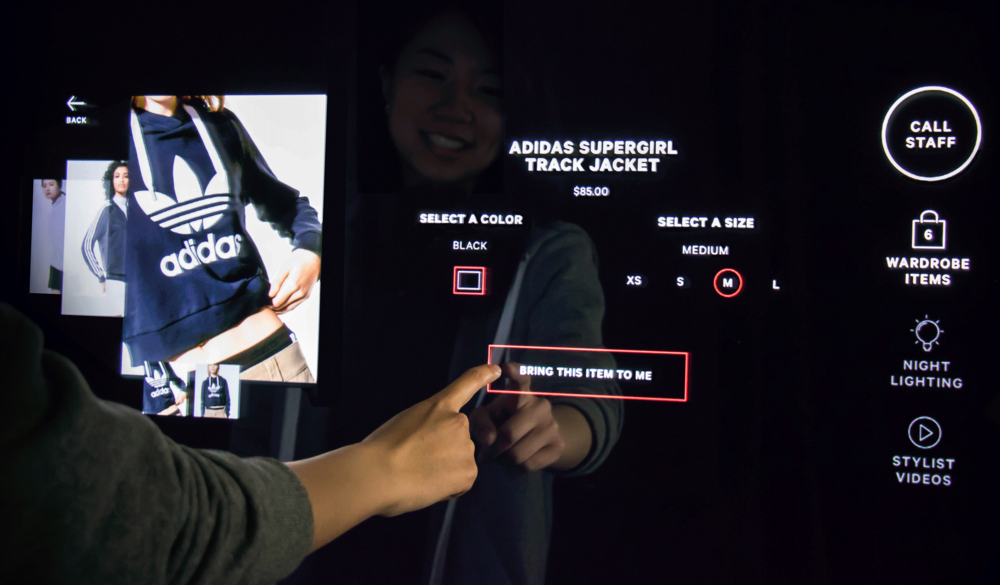 BACK
adidas
ADIDAS SUPERGIRL
TRACK JACKET
$85.00
SELECT A COLOR
BLACK
SELECT A SIZE
MEDIUM
XS S M L
BRING THIS ITEM TO ME
CALL
STAFF
6
WARDROBE
ITEMS
NIGHT
LIGHTING
STYLIST
VIDEOS